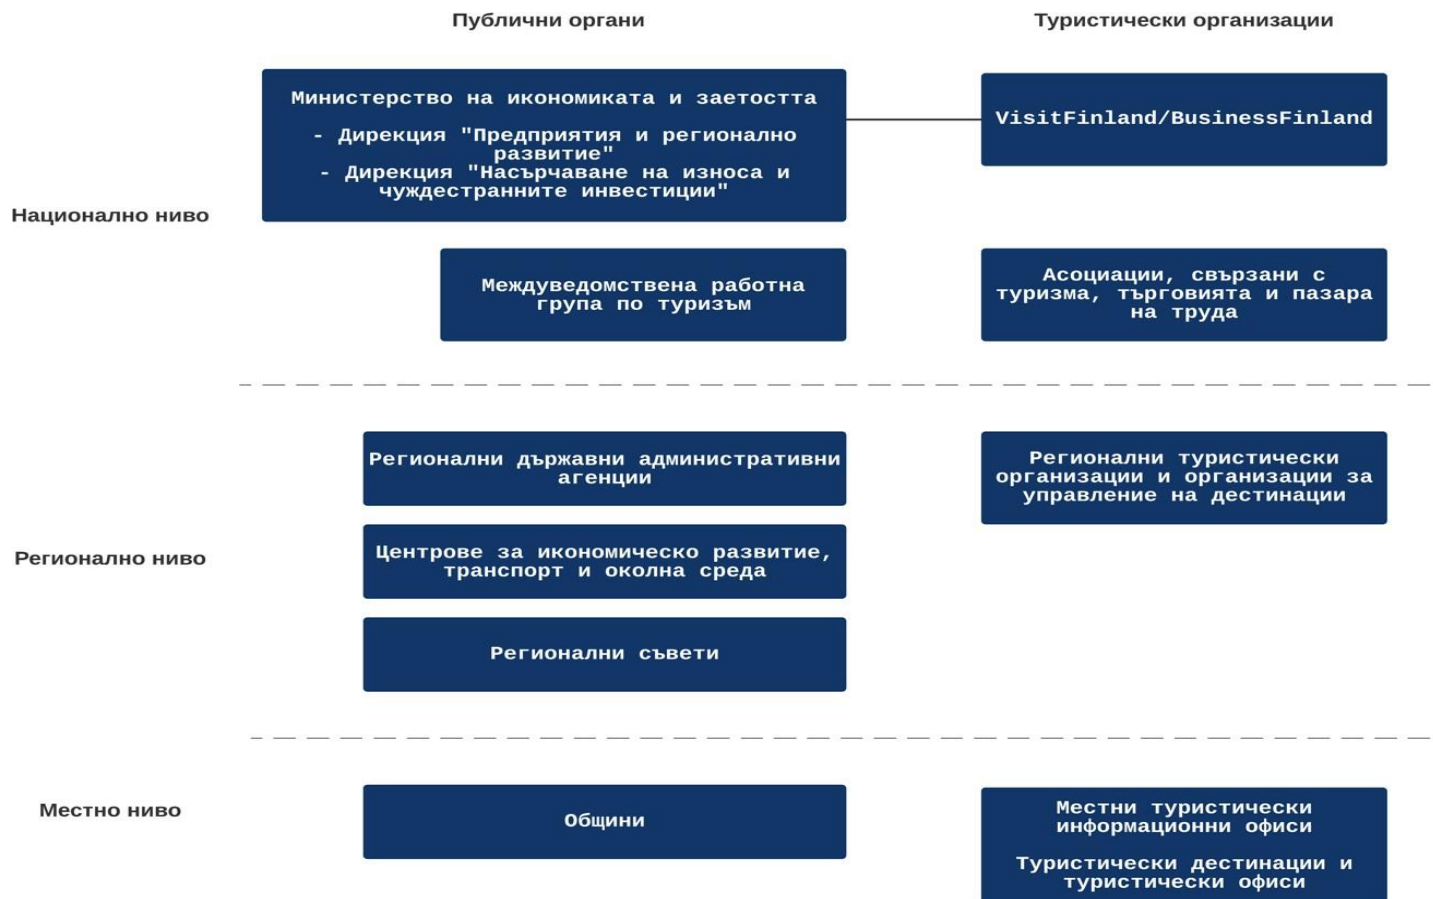 Публични органи
Туристически организации
Министерство на икономиката и заетостта
- Дирекция "Предприятия и регионално
развитие"
- Дирекция "Насърчаване на износа и
чуждестранните инвестиции"
VisitFinland/BusinessFinland
Национално ниво
Междуведомствена работна
група по туризъм
Асоциации, свързани с
туризма, търговията и пазара
на труда
Регионални държавни административни
агенции
Регионални туристически
организации и организации за
управление на дестинации
Регионално ниво
Центрове за икономическо развитие,
транспорт и околна среда
Регионални съвети
Местно ниво
Общини
Местни туристически
информационни офиси
Туристически дестинации и
туристически офиси